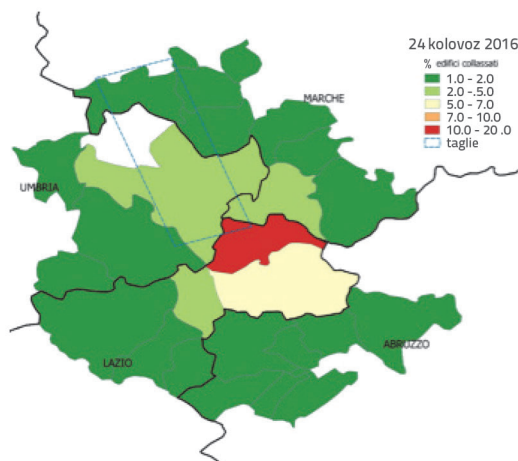 24 kolovoz 2016
% edifici collassati
1.0 - 2.0
2.0 - .5.0
5.0 - 7.0
7.0 - 10.0
10.0 - 20.0
taglie
MARCHE
UMBRIA
LAZIO
ABRUZZO